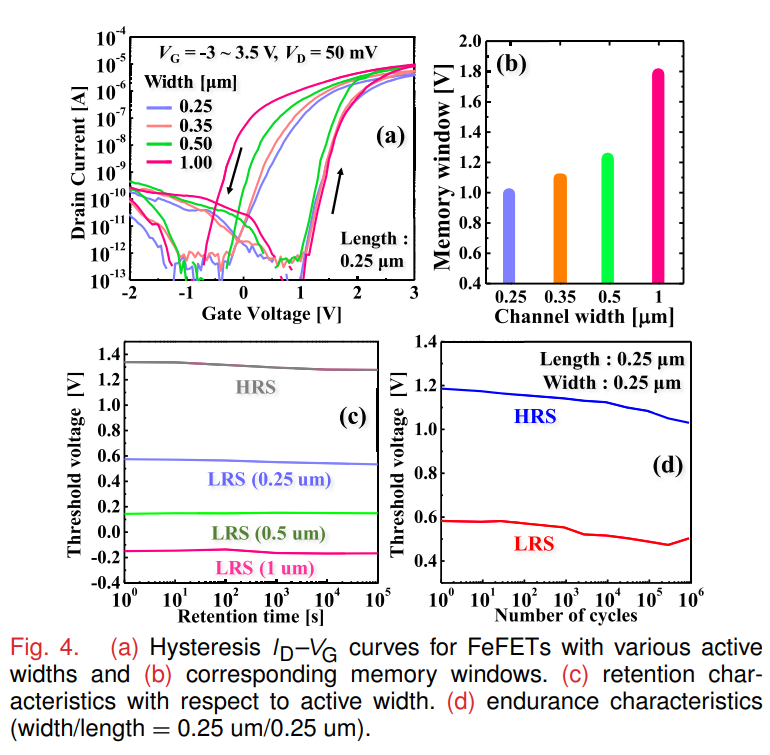 V_G = -3 ~ 3.5 V, V_D = 50 mV
Width [μm]
0.25
0.35
0.50
1.00
(a)
Length :
0.25 μm
10^-4
10^-5
10^-6
10^-7
10^-8
10^-9
10^-10
10^-11
10^-12
10^-13
Drain Current [A]
-2
-1
0
1
2
3
Gate Voltage [V]
(b)
2.0
1.8
1.6
1.4
1.2
1.0
0.8
0.6
0.4
Memory window [V]
0.25
0.35
0.5
1
Channel width [μm]
1.4
1.2
1.0
0.8
0.6
0.4
0.2
0.0
-0.2
-0.4
Threshold voltage [V]
HRS
(c)
LRS (0.25 um)
LRS (0.5 um)
LRS (1 um)
10^0
10^1
10^2
10^3
10^4
10^5
Retention time [s]
1.4
1.2
1.0
0.8
0.6
0.4
Threshold voltage [V]
Length : 0.25 μm
Width : 0.25 μm
HRS
(d)
LRS
10^0
10^1
10^2
10^3
10^4
10^5
10^6
Number of cycles
Fig. 4. (a) Hysteresis I_D–V_G curves for FeFETs with various active
widths and (b) corresponding memory windows. (c) retention char-
acteristics with respect to active width. (d) endurance characteristics
(width/length = 0.25 um/0.25 um).